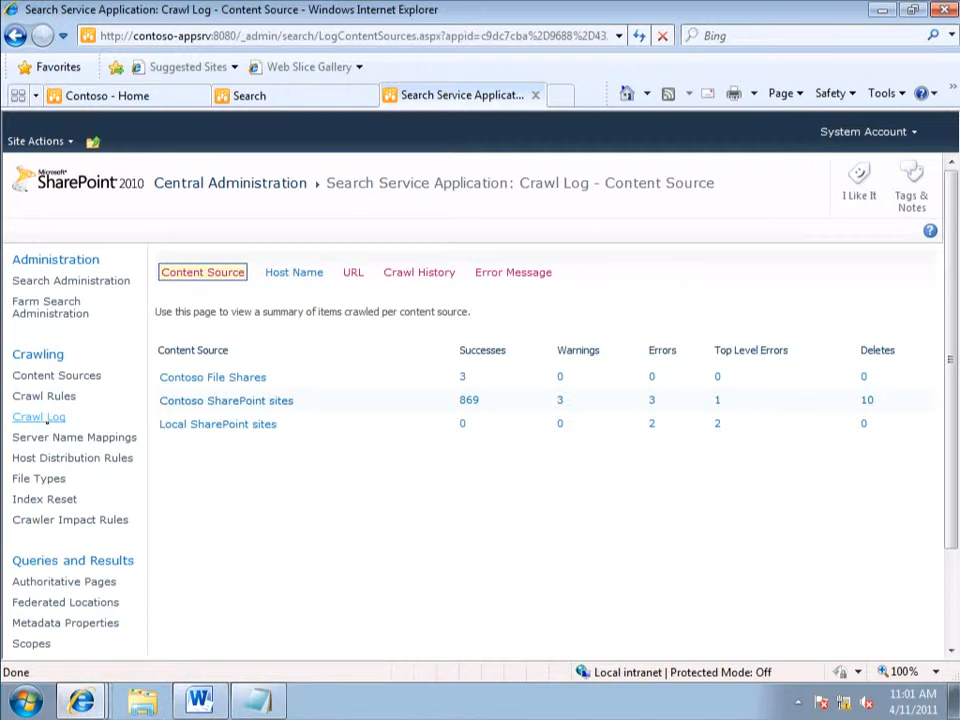 Search Service Application: Crawl Log - Content Source - Windows Internet Explorer
http://contoso-appsrv:8080/_admin/search/LogContentSources.aspx?appid=c9dc7cba%2D9688%2D43.
Bing
Favorites
Suggested Sites
Web Slice Gallery
Contoso - Home
Search
Search Service Applicat...
Page
Safety
Tools
»
Site Actions
System Account
Microsoft
SharePoint 2010
Central Administration
Search Service Application: Crawl Log - Content Source
I Like It
Tags &
Notes
Administration
Search Administration
Farm Search
Administration
Crawling
Content Sources
Crawl Rules
Crawl Log
Server Name Mappings
Host Distribution Rules
File Types
Index Reset
Crawler Impact Rules
Queries and Results
Authoritative Pages
Federated Locations
Metadata Properties
Scopes
Content Source Host Name URL Crawl History Error Message
Use this page to view a summary of items crawled per content source.
Content Source Successes Warnings Errors Top Level Errors Deletes
Contoso File Shares 3 0 0 0 0
Contoso SharePoint sites 869 3 3 1 10
Local SharePoint sites 0 0 2 2 0
Done
Local intranet | Protected Mode: Off
100%
11:01 AM
4/11/2011